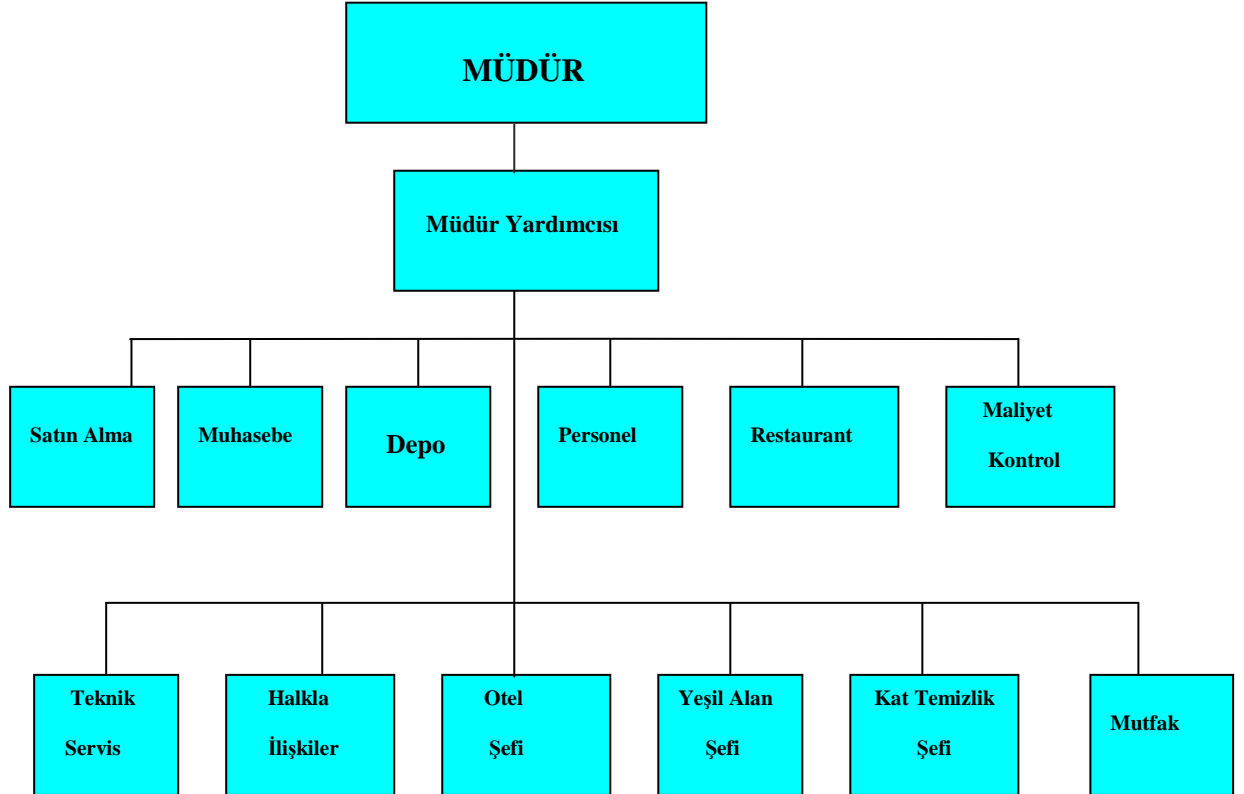 MÜDÜR
Müdür Yardımcısı
Satın Alma
Muhasebe
Depo
Personel
Restaurant
Maliyet
Kontrol
Teknik
Servis
Halkla
İlişkiler
Otel
Şefi
Yeşil Alan
Şefi
Kat Temizlik
Şefi
Mutfak